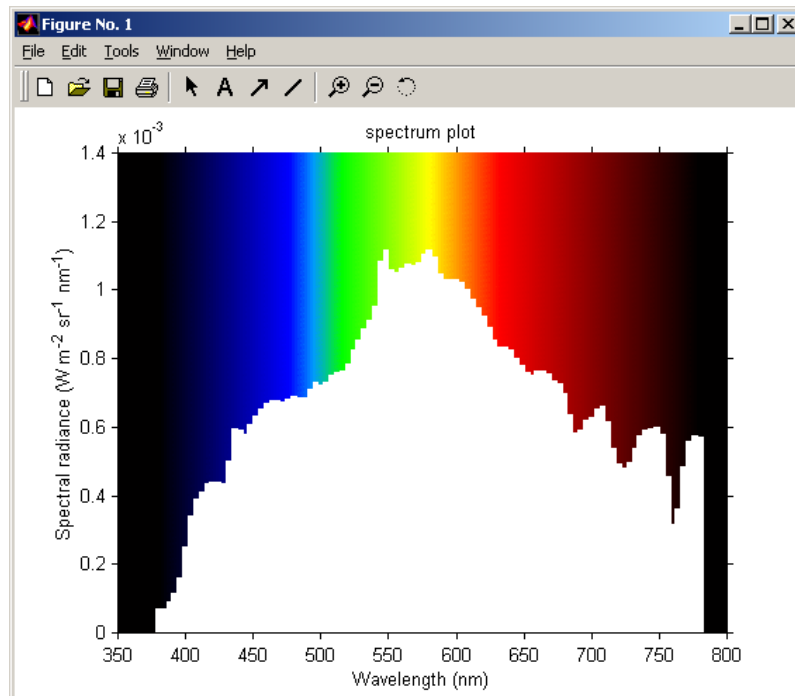 Figure No. 1
File Edit Tools Window Help
A
x 10⁻³
spectrum plot
1.4
1.2
1
0.8
0.6
0.4
0.2
0
Spectral radiance (W m⁻² sr⁻¹ nm⁻¹)
350 400 450 500 550 600 650 700 750 800
Wavelength (nm)